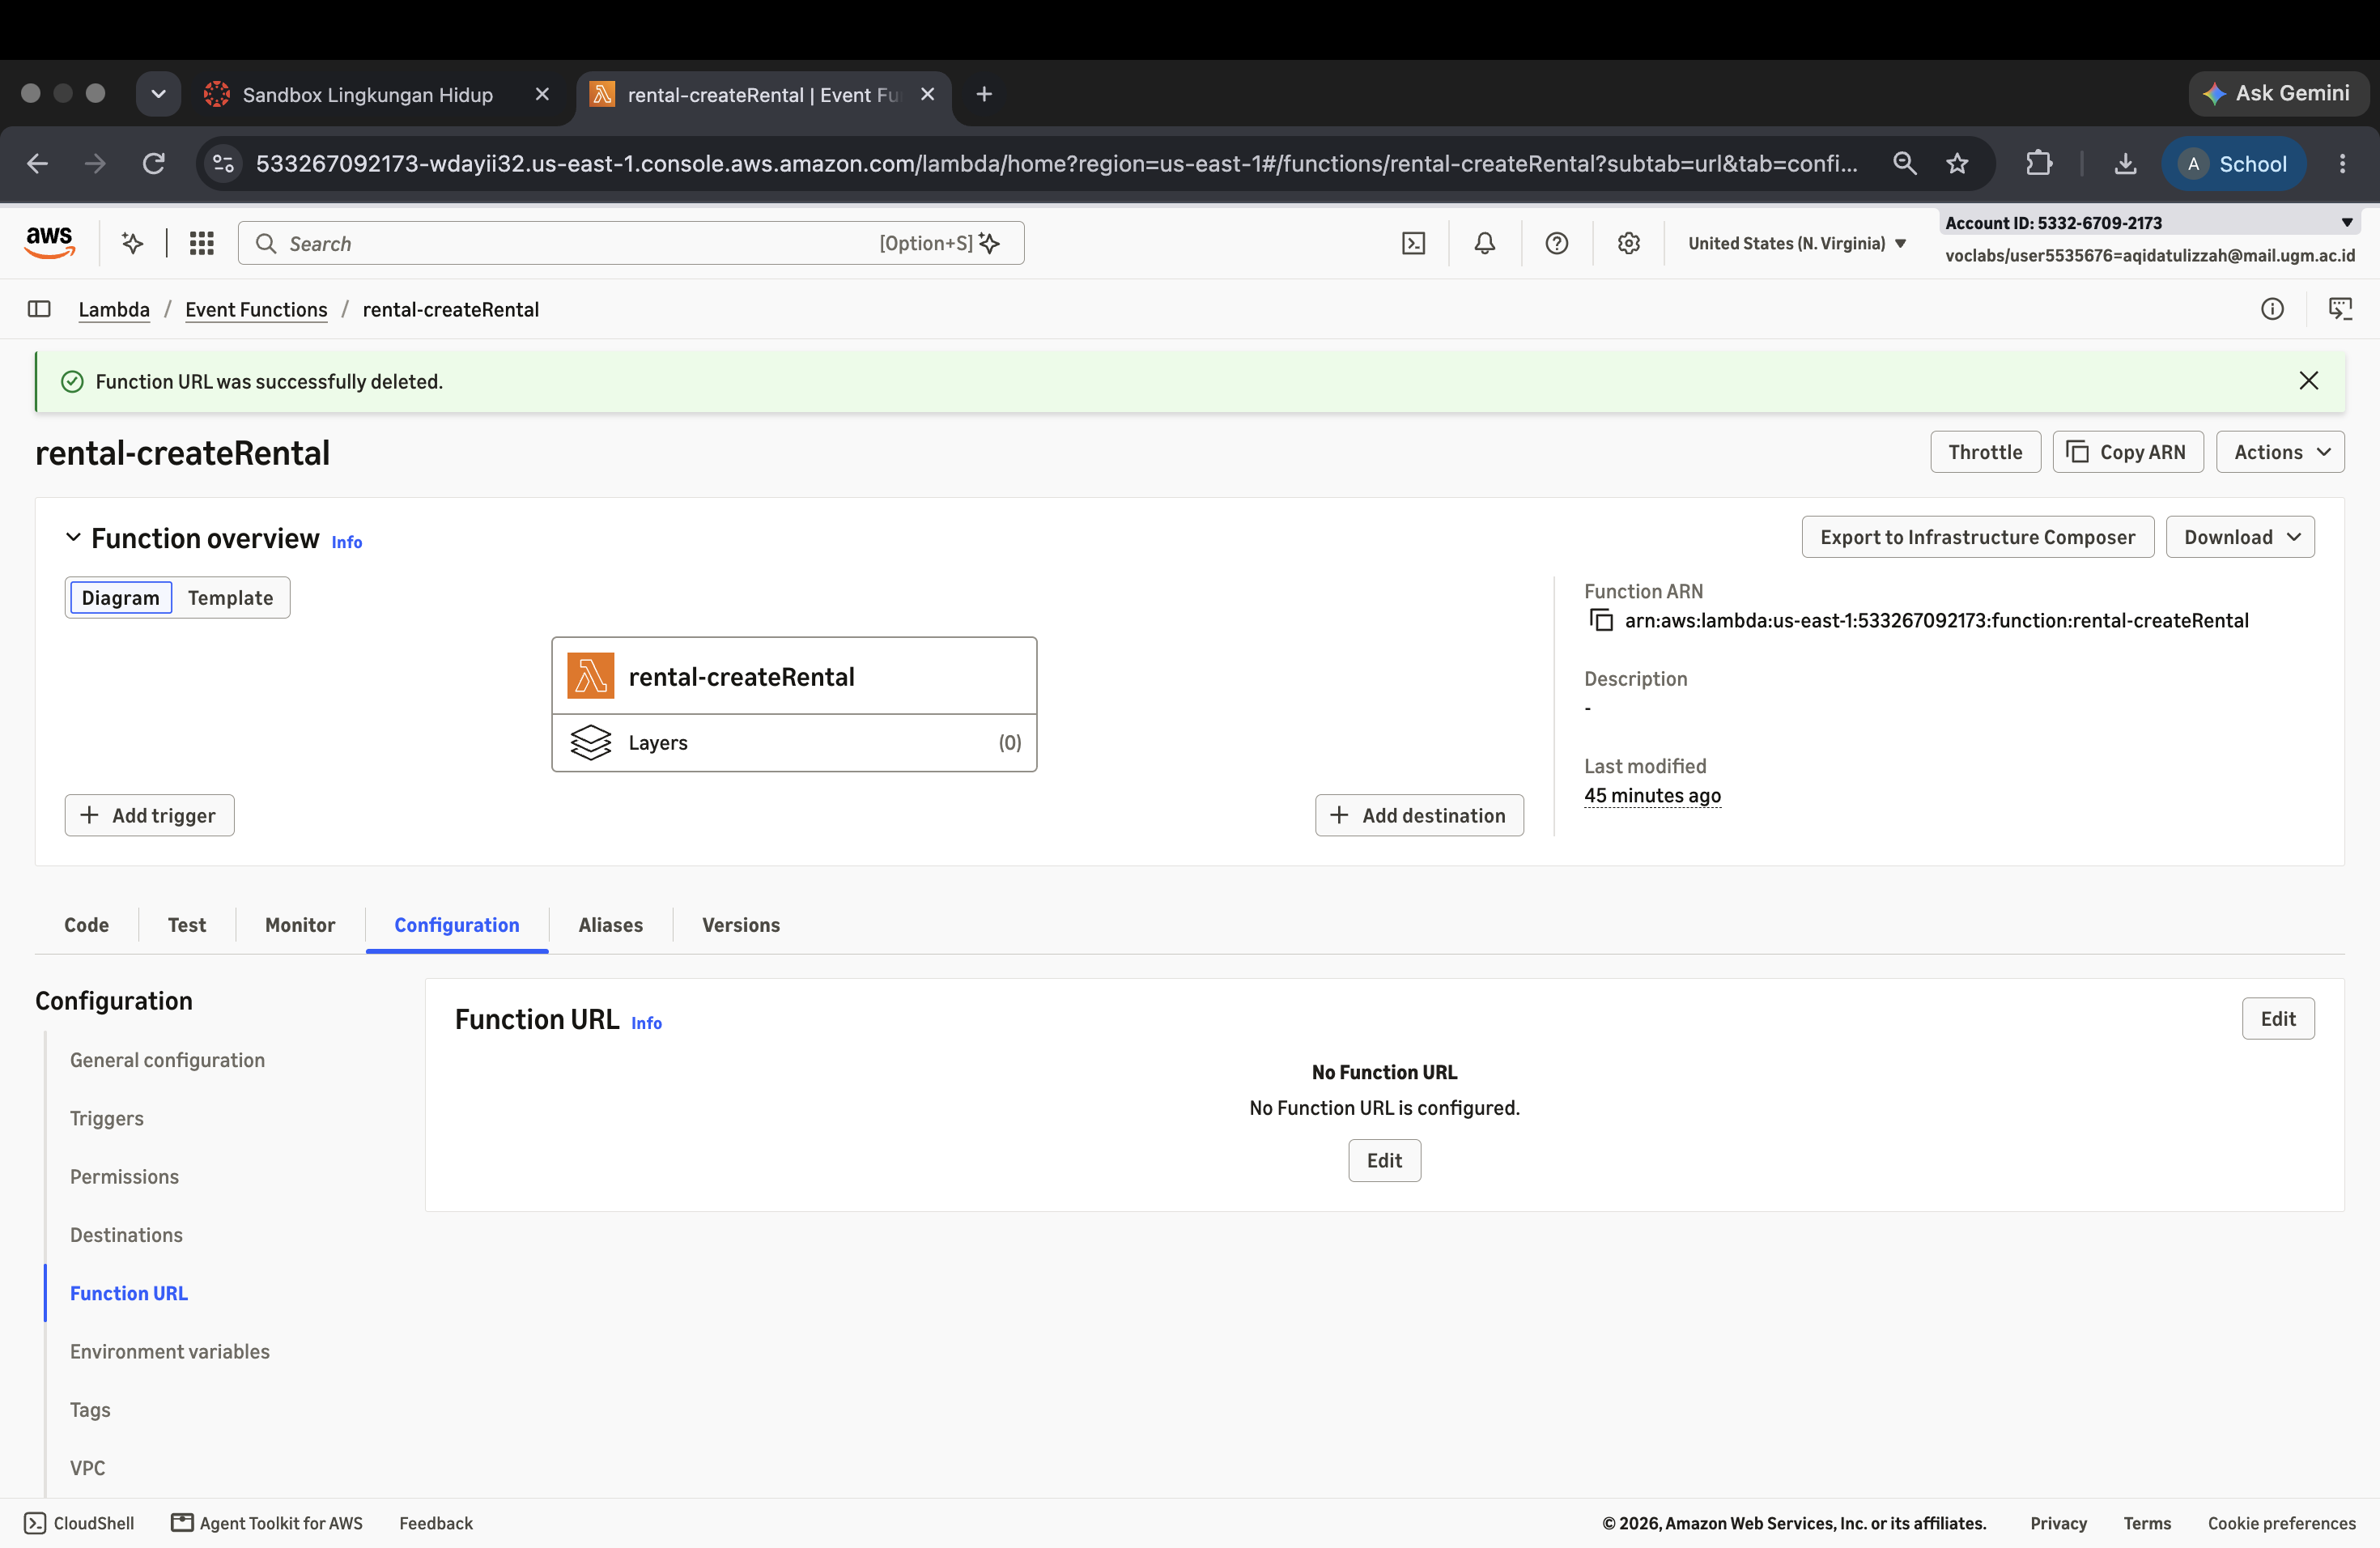 Sandbox Lingkungan Hidup
rental-createRental | Event Fu
Ask Gemini
533267092173-wdayii32.us-east-1.console.aws.amazon.com/lambda/home?region=us-east-1#/functions/rental-createRental?subtab=url&tab=confi...
A School
aws
Search
[Option+S]
United States (N. Virginia)
Account ID: 5332-6709-2173
voclabs/user5535676=aqidatulizzah@mail.ugm.ac.id
Lambda / Event Functions / rental-createRental
Function URL was successfully deleted.
rental-createRental
Throttle
Copy ARN
Actions
Function overview Info
Export to Infrastructure Composer
Download
Diagram
Template
rental-createRental
Layers (0)
+ Add trigger
+ Add destination
Function ARN
arn:aws:lambda:us-east-1:533267092173:function:rental-createRental
Description
-
Last modified
45 minutes ago
Code
Test
Monitor
Configuration
Aliases
Versions
Configuration
General configuration
Triggers
Permissions
Destinations
Function URL
Environment variables
Tags
VPC
Function URL Info
Edit
No Function URL
No Function URL is configured.
Edit
CloudShell
Agent Toolkit for AWS
Feedback
© 2026, Amazon Web Services, Inc. or its affiliates.
Privacy
Terms
Cookie preferences